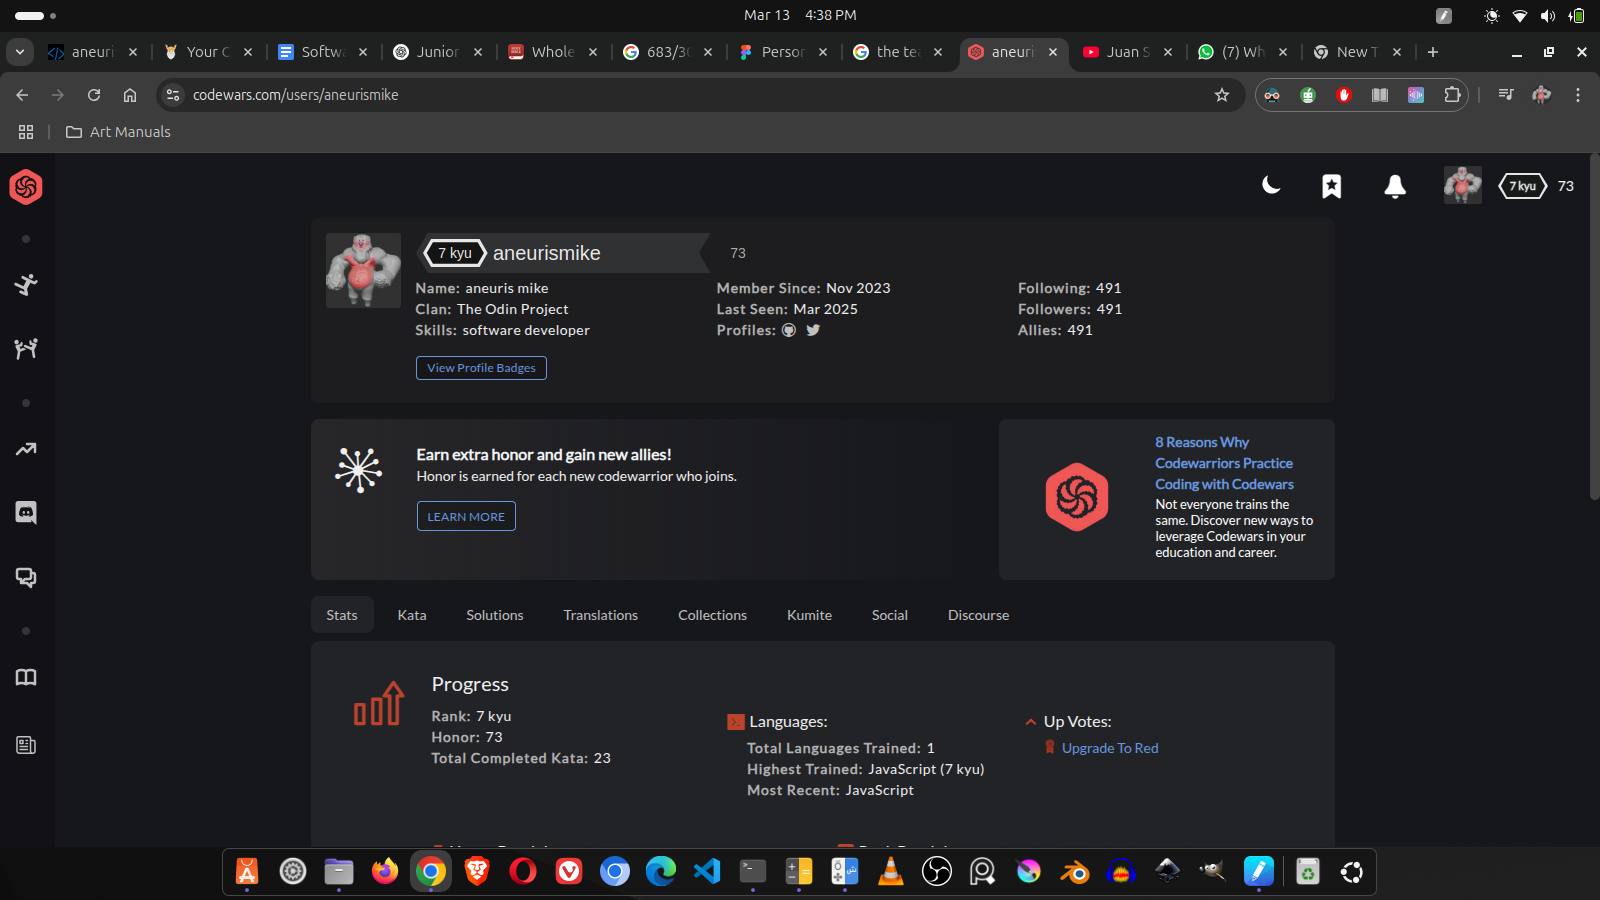 Mar 13 4:38 PM
aneuri
Your C
Softwa
Junior
Whole
683/30
Person
the tea
aneuri
Juan S
(7) Wh
New T
codewars.com/users/aneurismike
Art Manuals
7 kyu 73
7 kyu aneurismike 73
Name: aneuris mike
Clan: The Odin Project
Skills: software developer
Member Since: Nov 2023
Last Seen: Mar 2025
Profiles:
Following: 491
Followers: 491
Allies: 491
View Profile Badges
Earn extra honor and gain new allies!
Honor is earned for each new codewarrior who joins.
LEARN MORE
8 Reasons Why
Codewarriors Practice
Coding with Codewars
Not everyone trains the
same. Discover new ways to
leverage Codewars in your
education and career.
Stats Kata Solutions Translations Collections Kumite Social Discourse
Progress
Rank: 7 kyu
Honor: 73
Total Completed Kata: 23
Languages:
Total Languages Trained: 1
Highest Trained: JavaScript (7 kyu)
Most Recent: JavaScript
Up Votes:
Upgrade To Red